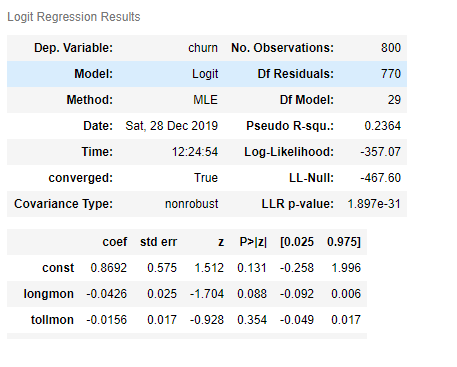 Logit Regression Results
Dep. Variable: churn No. Observations: 800
Model: Logit Df Residuals: 770
Method: MLE Df Model: 29
Date: Sat, 28 Dec 2019 Pseudo R-squ.: 0.2364
Time: 12:24:54 Log-Likelihood: -357.07
converged: True LL-Null: -467.60
Covariance Type: nonrobust LLR p-value: 1.897e-31
coef std err z P>|z| [0.025 0.975]
const 0.8692 0.575 1.512 0.131 -0.258 1.996
longmon -0.0426 0.025 -1.704 0.088 -0.092 0.006
tollmon -0.0156 0.017 -0.928 0.354 -0.049 0.017